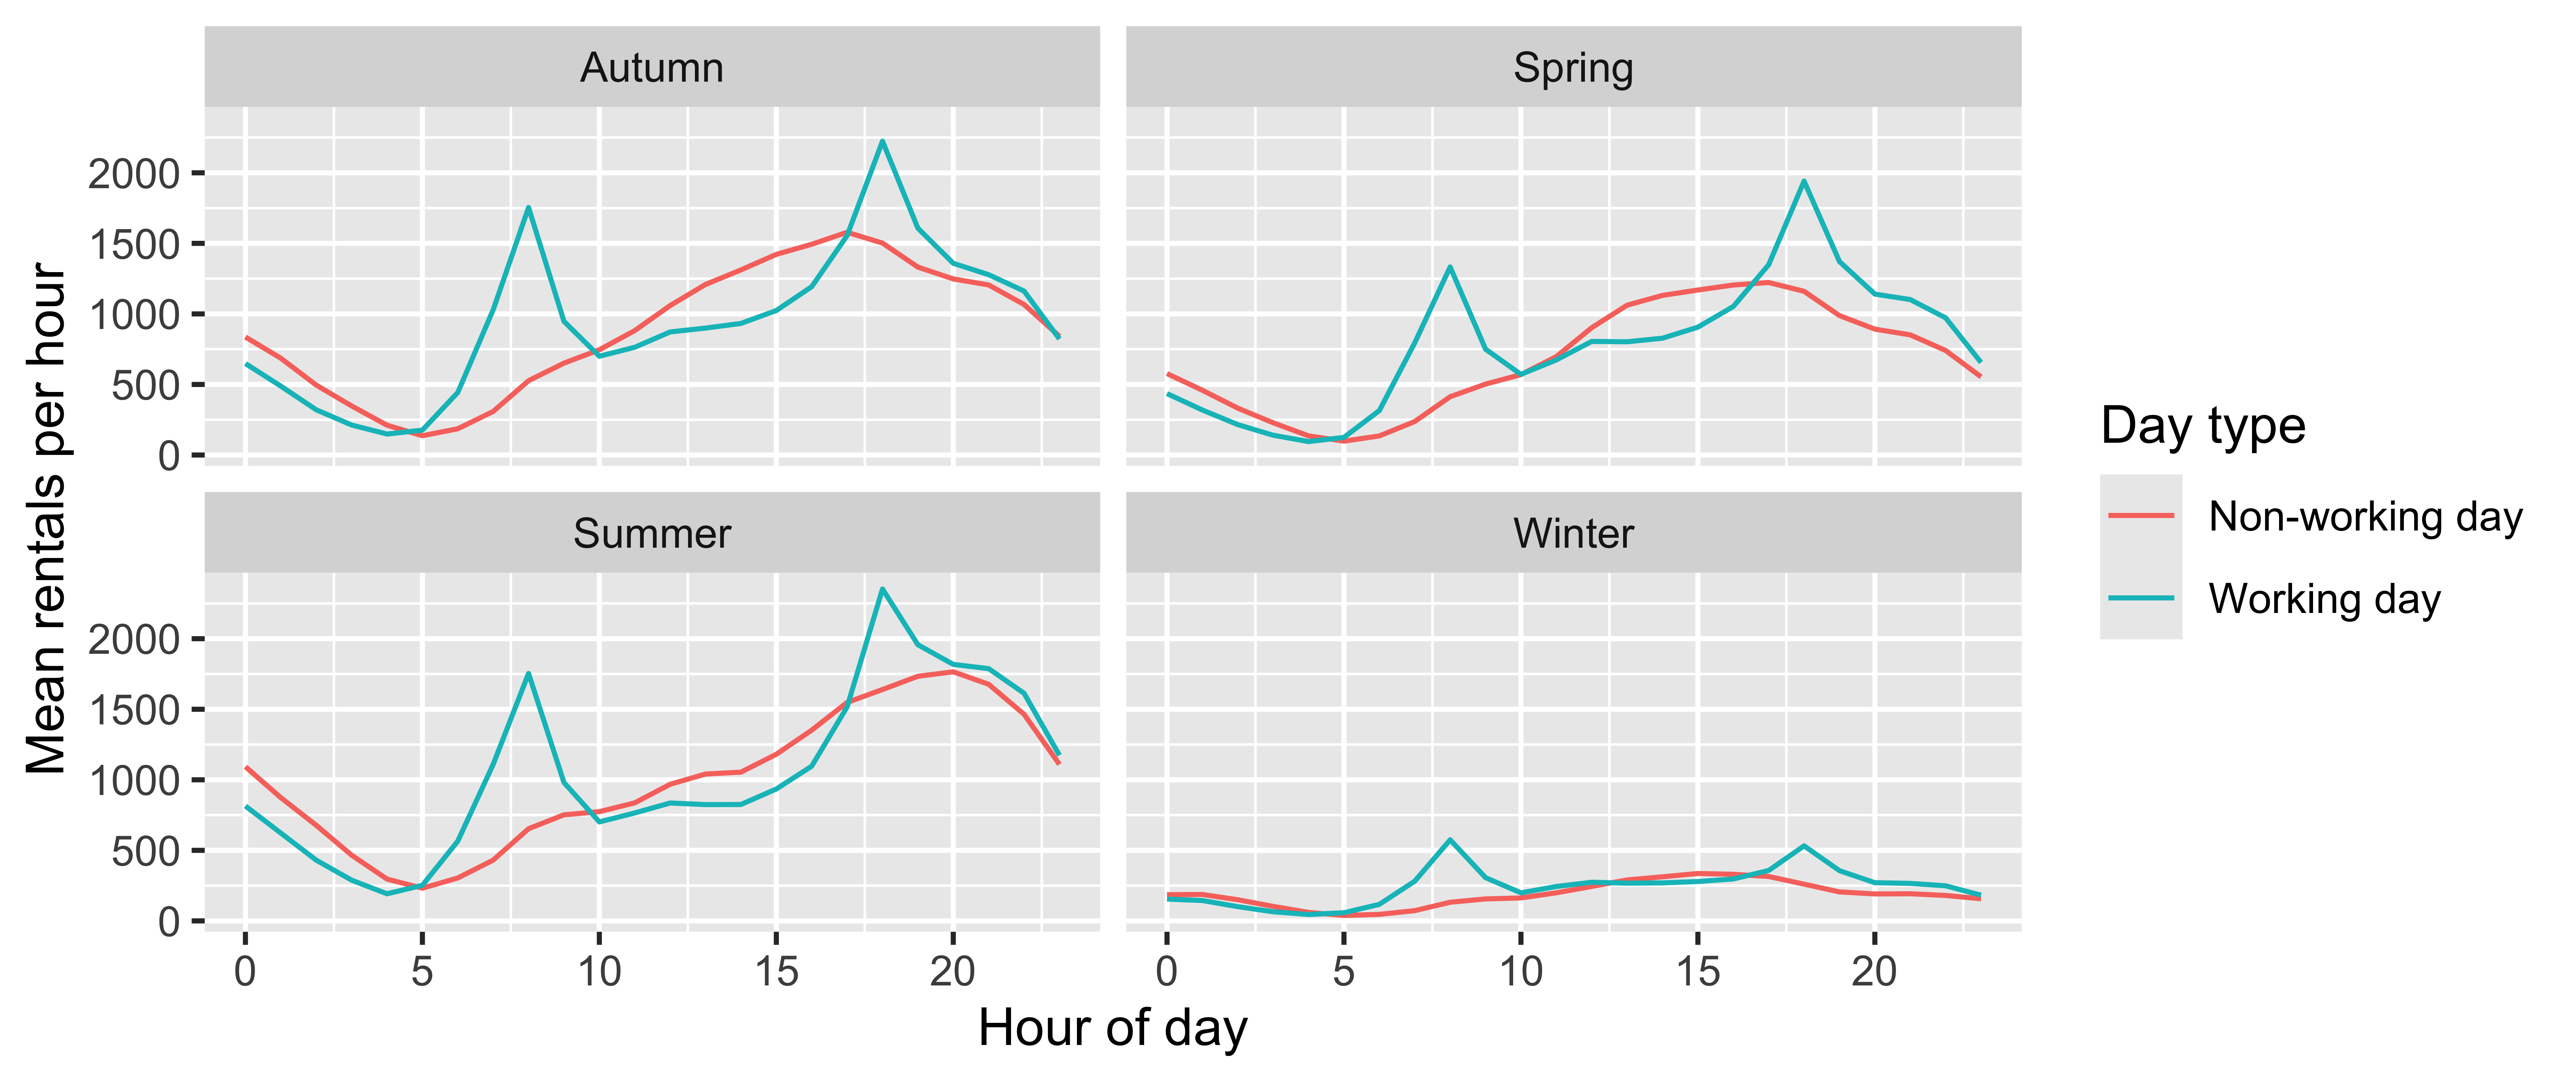 Autumn
Spring
2000
1500
1000
500
0
Summer
Winter
2000
1500
1000
500
0
0 5 10 15 20
0 5 10 15 20
Hour of day
Mean rentals per hour
Day type
Non-working day
Working day